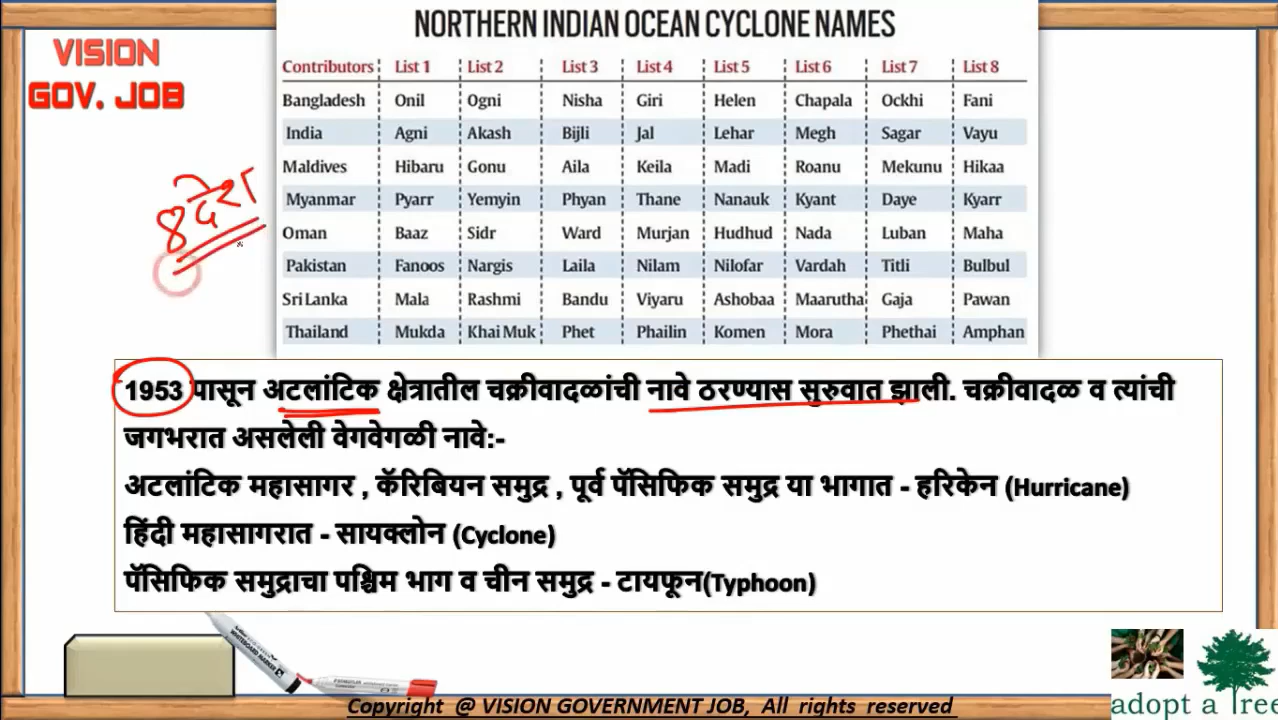 NORTHERN INDIAN OCEAN CYCLONE NAMES
VISION
GOV. JOB
Contributors List 1 List 2 List 3 List 4 List 5 List 6 List 7 List 8
Bangladesh Onil Ogni Nisha Giri Helen Chapala Ockhi Fani
India Agni Akash Bijli Jal Lehar Megh Sagar Vayu
Maldives Hibaru Gonu Aila Keila Madi Roanu Mekunu Hikaa
Myanmar Pyarr Yemyin Phyan Thane Nanauk Kyant Daye Kyarr
Oman Baaz Sidr Ward Murjan Hudhud Nada Luban Maha
Pakistan Fanoos Nargis Laila Nilam Nilofar Vardah Titli Bulbul
Sri Lanka Mala Rashmi Bandu Viyaru Ashobaa Maarutha Gaja Pawan
Thailand Mukda Khai Muk Phet Phailin Komen Mora Phethai Amphan
8 देश
1953 पासून अटलांटिक क्षेत्रातील चक्रीवादळांची नावे ठरण्यास सुरुवात झाली. चक्रीवादळ व त्यांची
जगभरात असलेली वेगवेगळी नावे:-
अटलांटिक महासागर , कॅरिबियन समुद्र , पूर्व पॅसिफिक समुद्र या भागात - हरिकेन (Hurricane)
हिंदी महासागरात - सायक्लोन (Cyclone)
पॅसिफिक समुद्राचा पश्चिम भाग व चीन समुद्र - टायफून(Typhoon)
WHITEBOARD MARKER
Copyright @ VISION GOVERNMENT JOB, All rights reserved
adopt a Tree